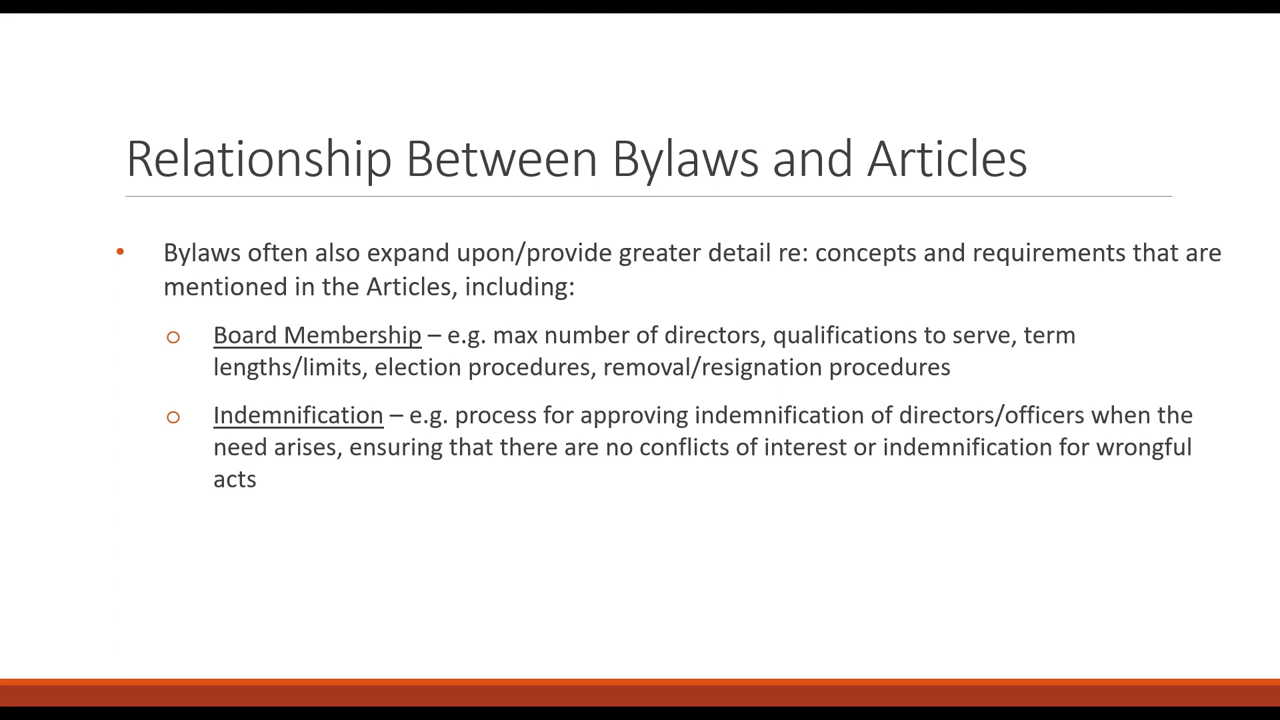 Relationship Between Bylaws and Articles
• Bylaws often also expand upon/provide greater detail re: concepts and requirements that are
mentioned in the Articles, including:
o Board Membership – e.g. max number of directors, qualifications to serve, term
lengths/limits, election procedures, removal/resignation procedures
o Indemnification – e.g. process for approving indemnification of directors/officers when the
need arises, ensuring that there are no conflicts of interest or indemnification for wrongful
acts